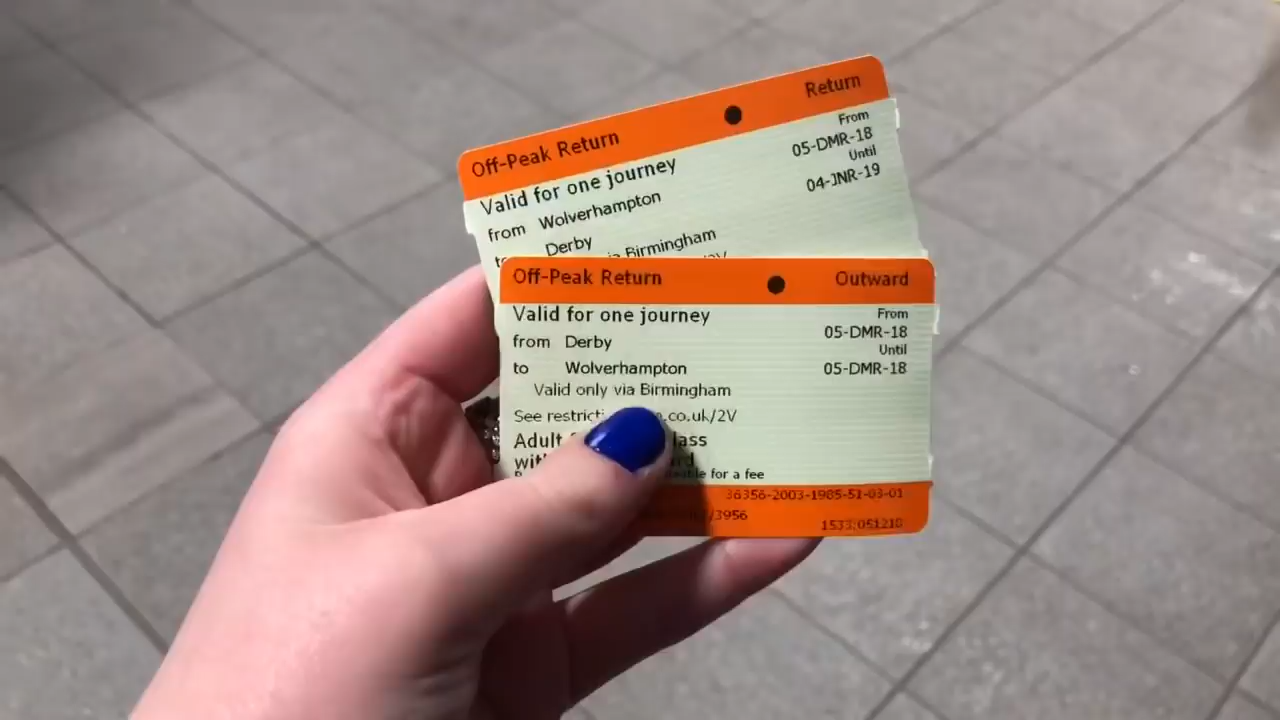 Off-Peak Return Return
Valid for one journey From
05-DMR-18
from Wolverhampton Until
Derby 04-JNR-19
via Birmingham
Off-Peak Return Outward
Valid for one journey From
from Derby 05-DMR-18
Until
to Wolverhampton 05-DMR-18
Valid only via Birmingham
See .co.uk/2V
Adult
for a fee
36356-2003-1985-51-03-01
/3956
1533:051218